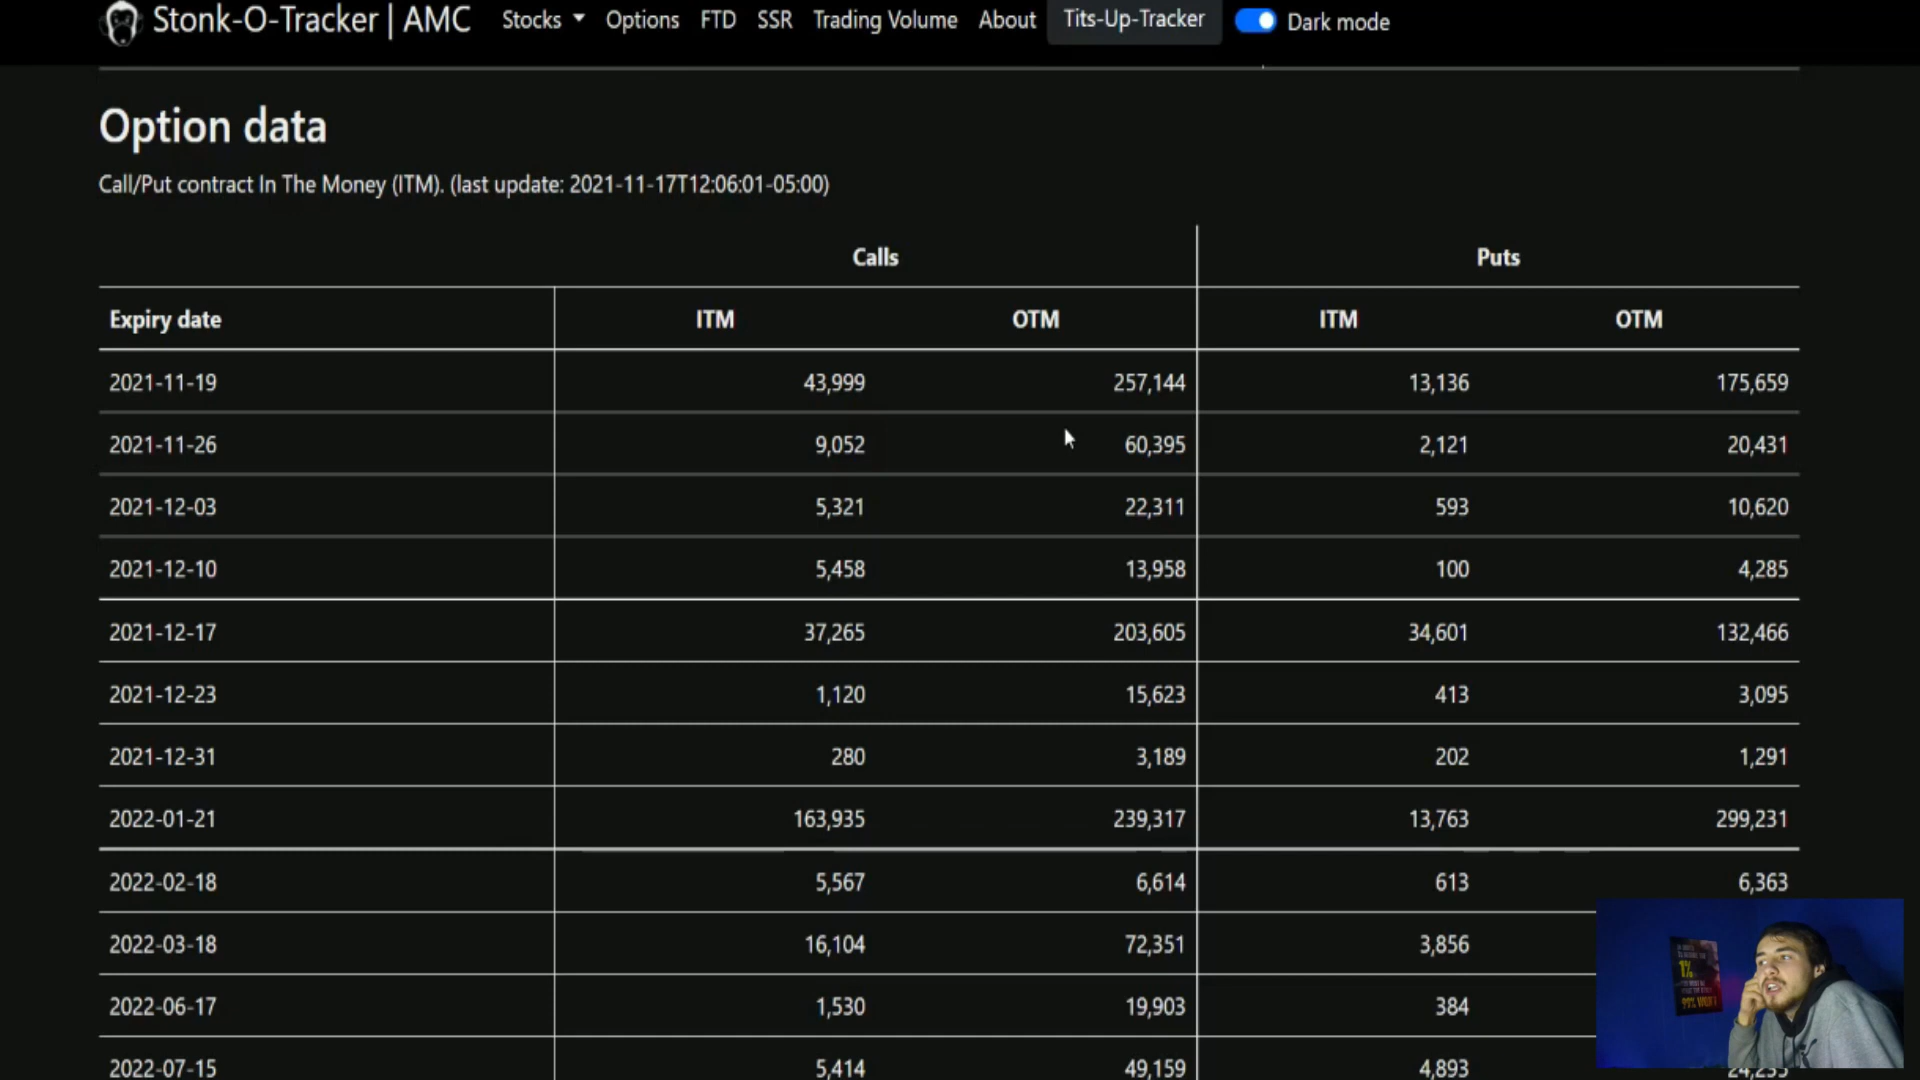 Stonk-O-Tracker | AMC Stocks Options FTD SSR Trading Volume About Tits-Up-Tracker Dark mode
Option data
Call/Put contract In The Money (ITM). (last update: 2021-11-17T12:06:01-05:00)
Calls Puts
Expiry date ITM OTM ITM OTM
2021-11-19 43,999 257,144 13,136 175,659
2021-11-26 9,052 60,395 2,121 20,431
2021-12-03 5,321 22,311 593 10,620
2021-12-10 5,458 13,958 100 4,285
2021-12-17 37,265 203,605 34,601 132,466
2021-12-23 1,120 15,623 413 3,095
2021-12-31 280 3,189 202 1,291
2022-01-21 163,935 239,317 13,763 299,231
2022-02-18 5,567 6,614 613 6,363
2022-03-18 16,104 72,351 3,856
2022-06-17 1,530 19,903 384
2022-07-15 5,414 49,159 4,893
1%